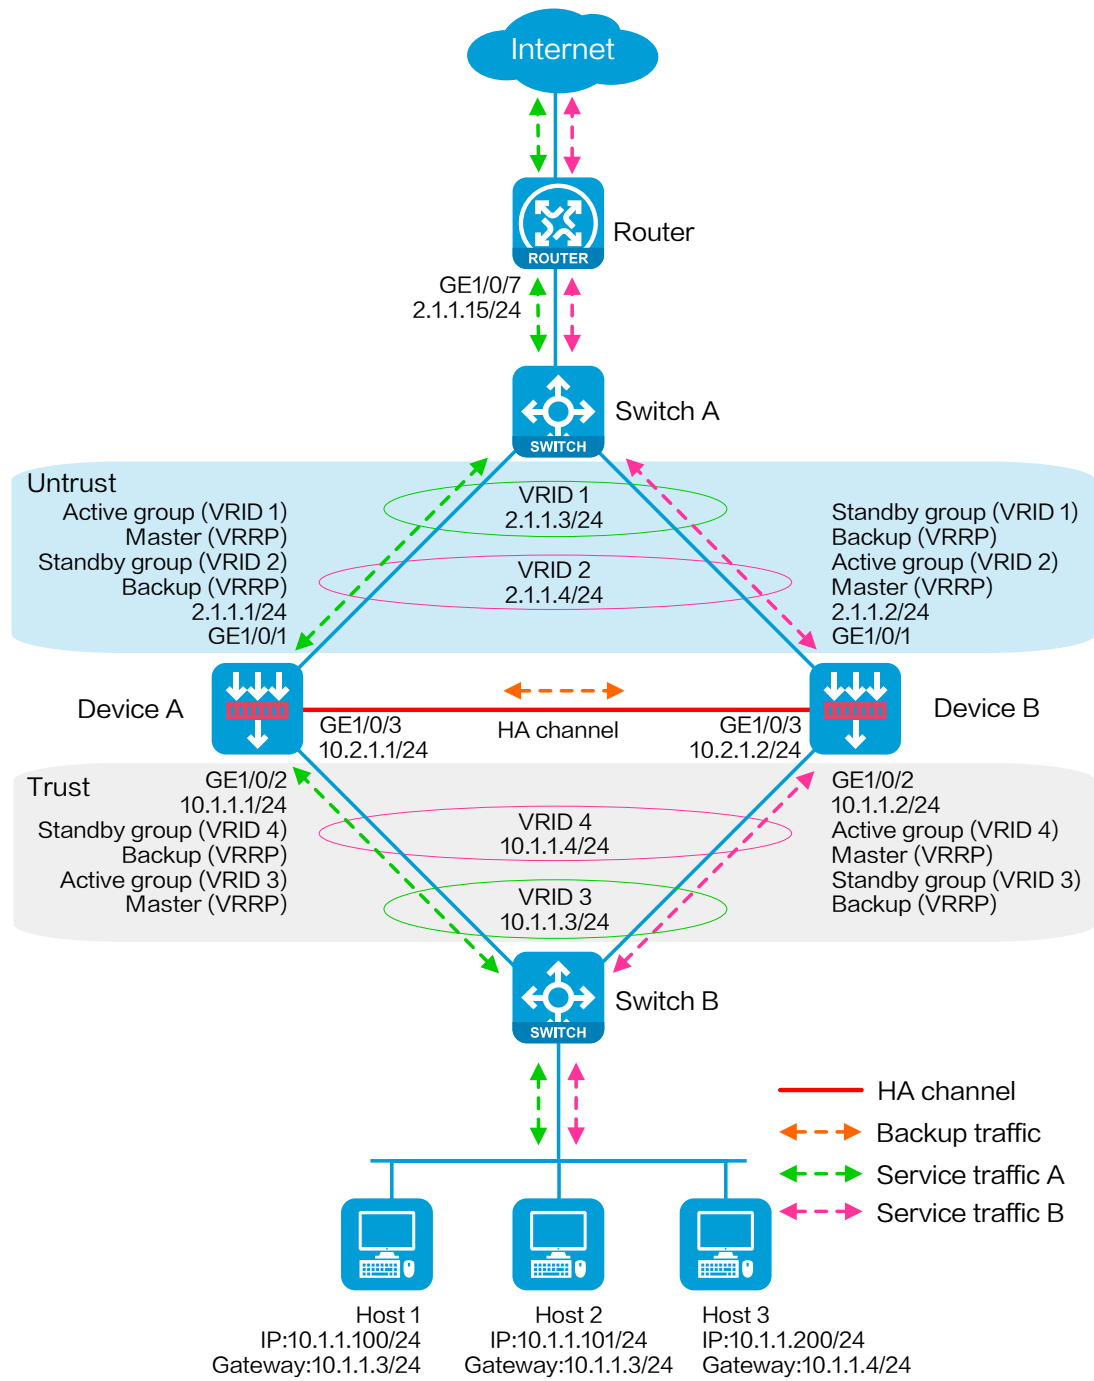 Internet
Router
ROUTER
GE1/0/7
2.1.1.15/24
Switch A
SWITCH
Untrust
Active group (VRID 1)
Master (VRRP)
Standby group (VRID 2)
Backup (VRRP)
2.1.1.1/24
GE1/0/1
VRID 1
2.1.1.3/24
VRID 2
2.1.1.4/24
Standby group (VRID 1)
Backup (VRRP)
Active group (VRID 2)
Master (VRRP)
2.1.1.2/24
GE1/0/1
Device A
GE1/0/3
10.2.1.1/24
HA channel
GE1/0/3
10.2.1.2/24
Device B
Trust
GE1/0/2
10.1.1.1/24
Standby group (VRID 4)
Backup (VRRP)
Active group (VRID 3)
Master (VRRP)
VRID 4
10.1.1.4/24
VRID 3
10.1.1.3/24
GE1/0/2
10.1.1.2/24
Active group (VRID 4)
Master (VRRP)
Standby group (VRID 3)
Backup (VRRP)
Switch B
SWITCH
HA channel
Backup traffic
Service traffic A
Service traffic B
Host 1
IP:10.1.1.100/24
Gateway:10.1.1.3/24
Host 2
IP:10.1.1.101/24
Gateway:10.1.1.3/24
Host 3
IP:10.1.1.200/24
Gateway:10.1.1.4/24